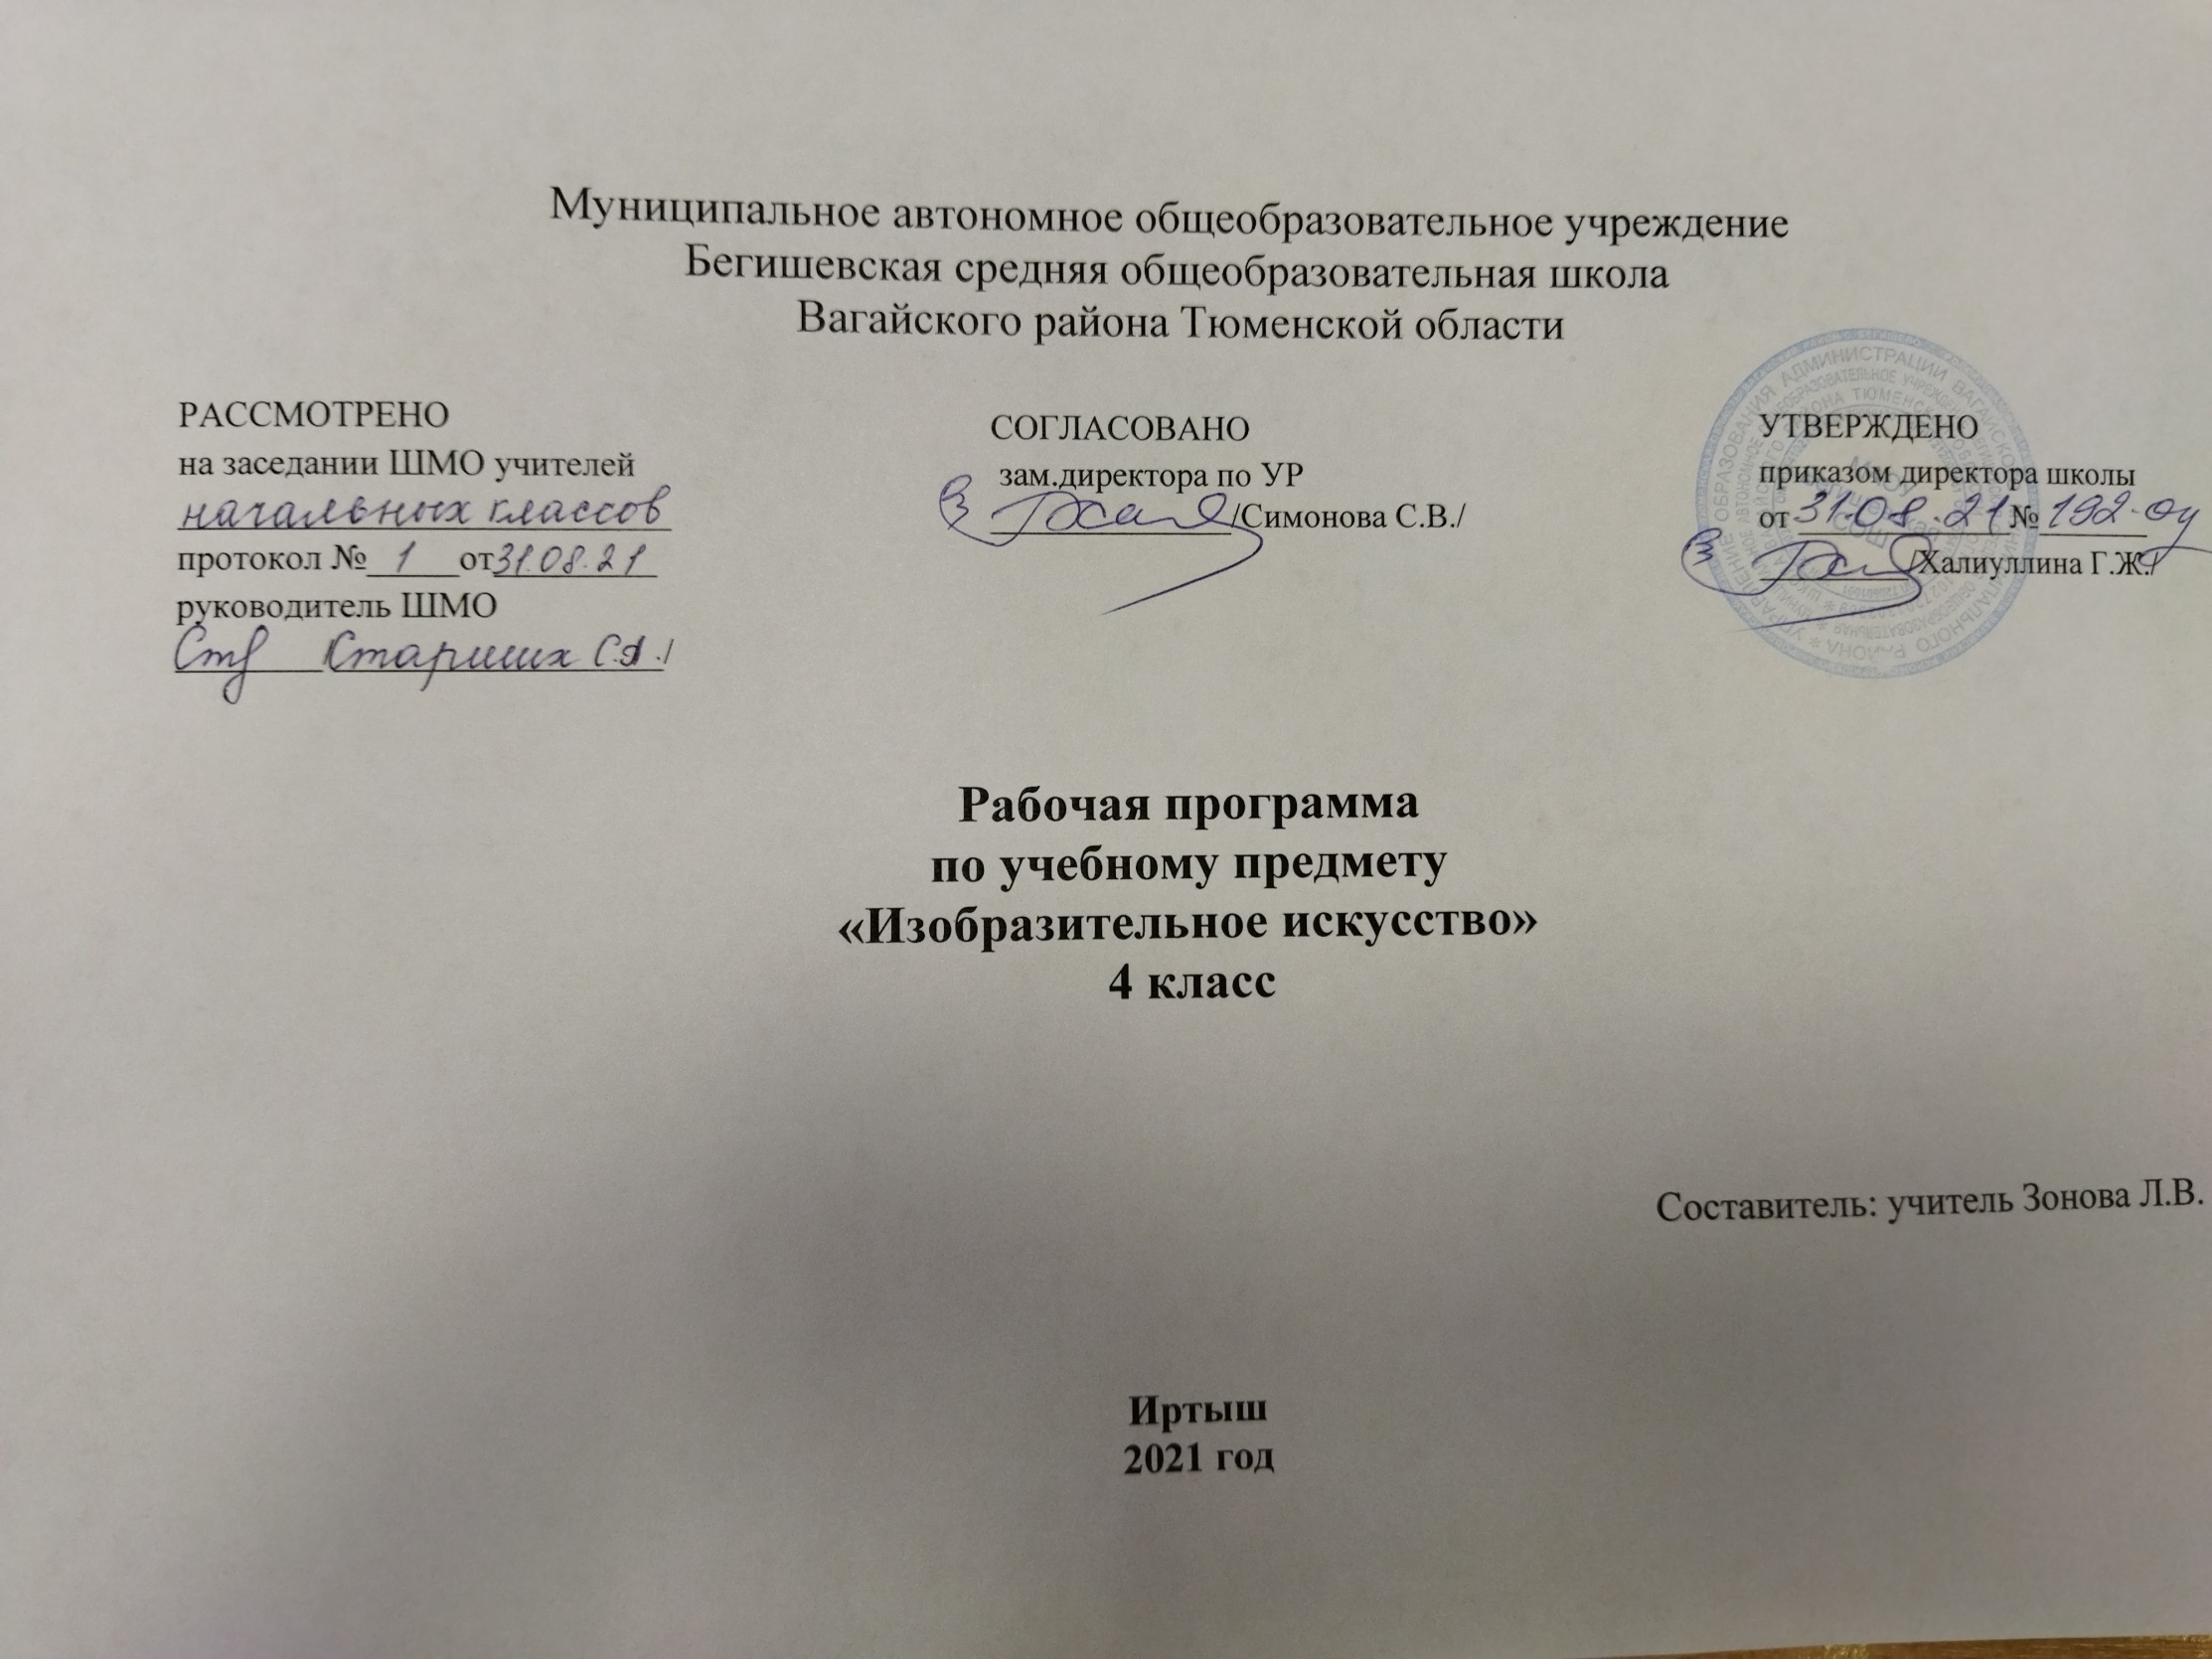 Муниципальное автономное общеобразовательное учреждение
Бегишевская средняя общеобразовательная школа
Вагайского района Тюменской области
РАССМОТРЕНО
на заседании ШМО учителей
начальных классов
протокол № 1 от 31.08.21
руководитель ШМО
/Стариших С.А./
СОГЛАСОВАНО
зам.директора по УР
/Симонова С.В./
УТВЕРЖДЕНО
приказом директора школы
от 31.08.21 № 192-оу
/Халиуллина Г.Ж./
Рабочая программа
по учебному предмету
«Изобразительное искусство»
4 класс
Составитель: учитель Зонова Л.В.
Иртыш
2021 год